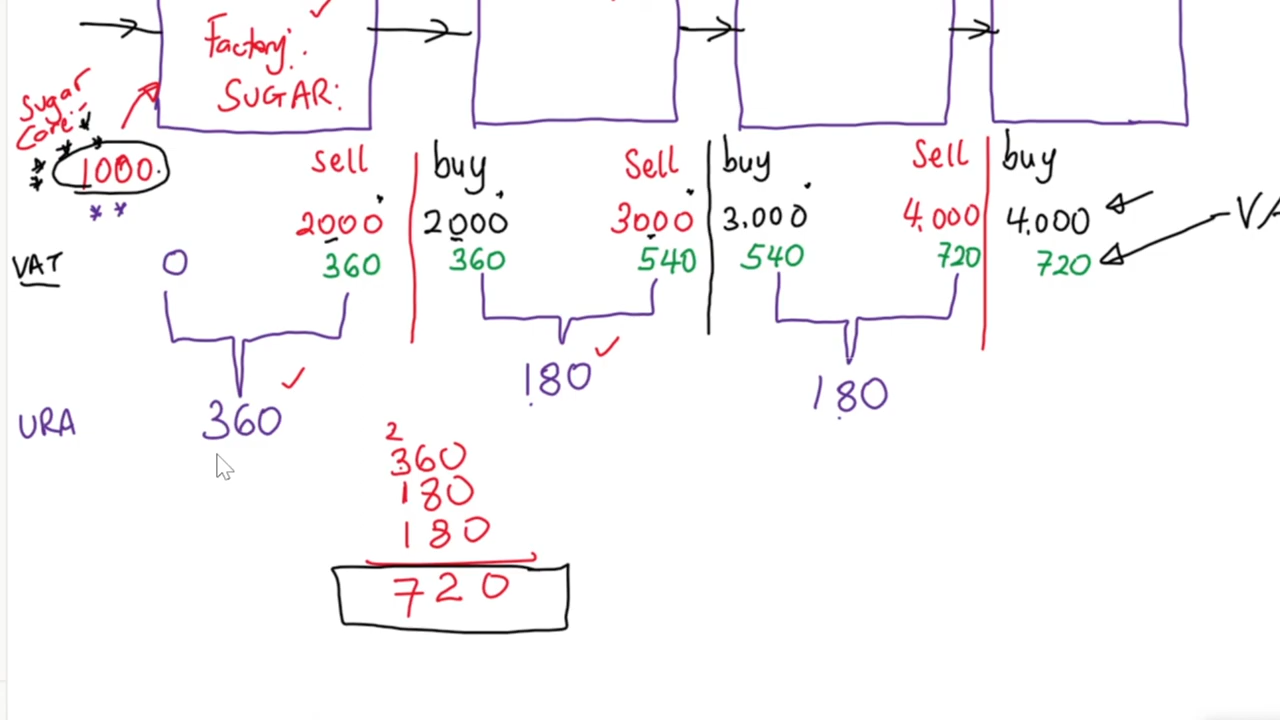 Factory:
SUGAR:
Sugar
Cane:-
1000.
sell
buy
Sell
buy
Sell
buy
2000
2000
3000
3.000
4.000
4.000
VA
VAT
0
360
360
540
540
720
720
180
180
URA
360
2
360
180
180
720